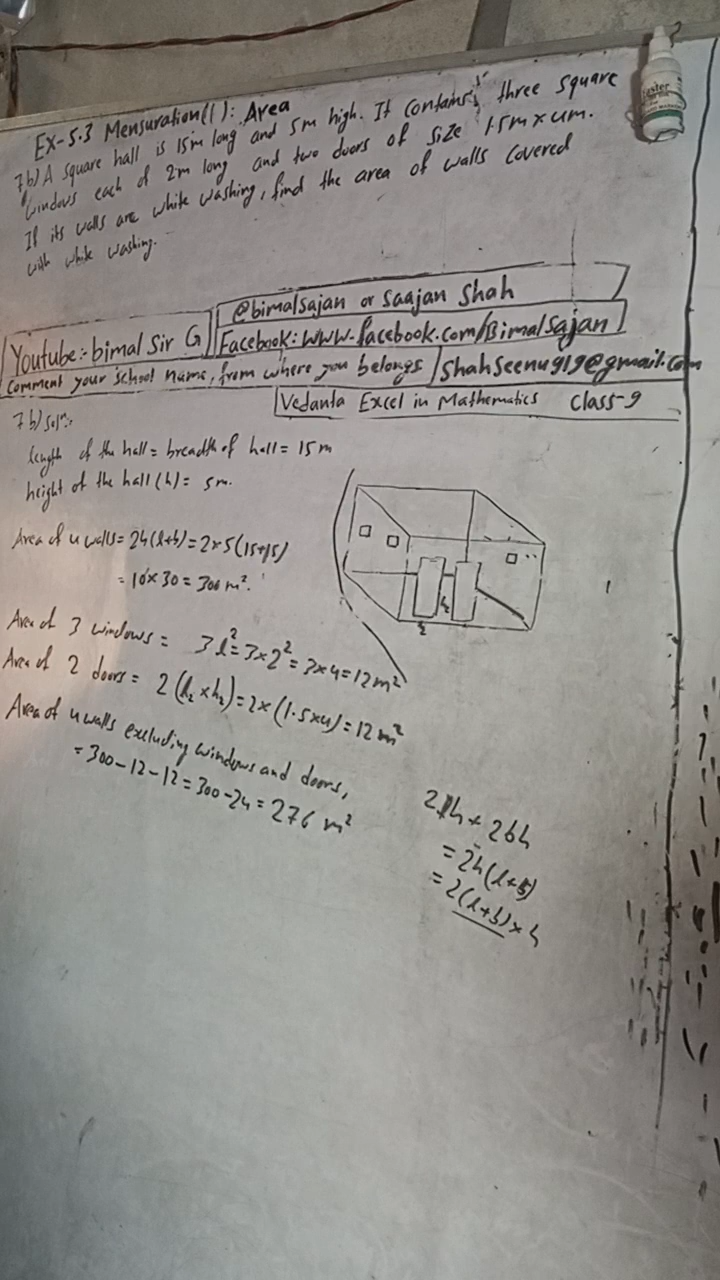 Ex-5.3 Mensuration(I): Area
7b) A square hall is 15m long and 5m high. It contains three square
windows each of 2m long and two doors of size 1.5m×4m.
If its walls are white washing, find the area of walls covered
with white washing.
@bimalsajan or Saajan Shah
Youtube:- bimal Sir G
Facebook: www.facebook.com/Bimalsajan
Comment your school name, from where you belongs
shahseenu919@gmail.com
Vedanta Excel in Mathematics Class-9
7b) Solⁿ:
length of the hall = breadth of hall = 15m
height of the hall (h) = 5m.
Area of 4 walls = 2h(l+b) = 2×5(15+15)
= 10×30 = 300 m².
Area of 3 windows = 3l² = 3×2² = 3×4 = 12m²
Area of 2 doors = 2(l₂×h₂) = 2×(1.5×4) = 12m²
Area of 4 walls excluding windows and doors,
= 300-12-12 = 300-24 = 276 m²
2lh + 2bh
= 2h(l+b)
= 2(l+b)×h